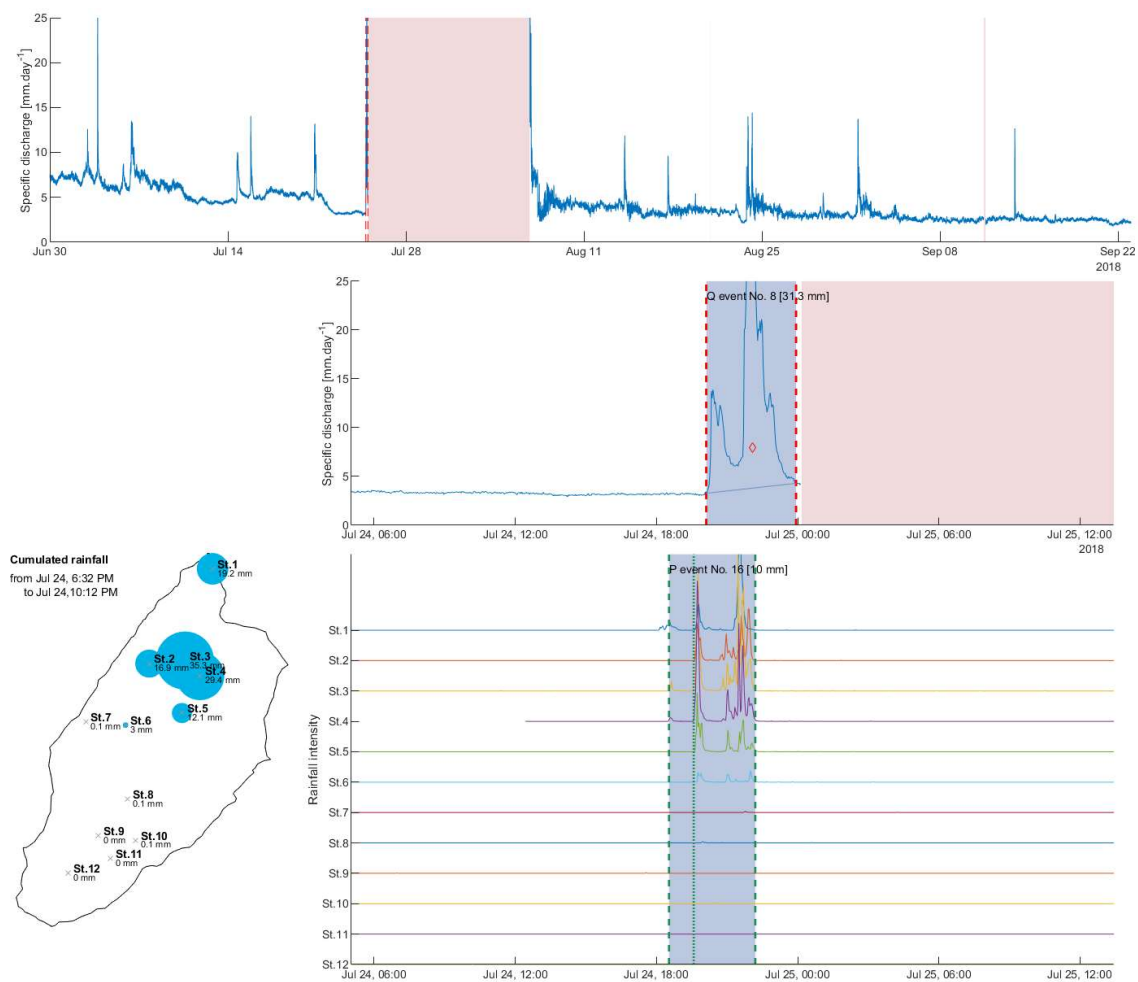 25
20
15
10
5
0
Specific discharge [mm.day⁻¹]
Jun 30
Jul 14
Jul 28
Aug 11
Aug 25
Sep 08
Sep 22
2018
25
20
15
10
5
0
Specific discharge [mm.day⁻¹]
Q event No. 8 [31.3 mm]
Jul 24, 06:00
Jul 24, 12:00
Jul 24, 18:00
Jul 25, 00:00
Jul 25, 06:00
Jul 25, 12:00
2018
Cumulated rainfall
from Jul 24, 6:32 PM
to Jul 24,10:12 PM
St.1
19.2 mm
St.2
16.9 mm
St.3
35.3 mm
St.4
29.4 mm
St.5
12.1 mm
St.6
3 mm
St.7
0.1 mm
St.8
0.1 mm
St.9
0 mm
St.10
0.1 mm
St.11
0 mm
St.12
0 mm
P event No. 16 [10 mm]
Rainfall intensity
St.1
St.2
St.3
St.4
St.5
St.6
St.7
St.8
St.9
St.10
St.11
St.12
Jul 24, 06:00
Jul 24, 12:00
Jul 24, 18:00
Jul 25, 00:00
Jul 25, 06:00
Jul 25, 12:00